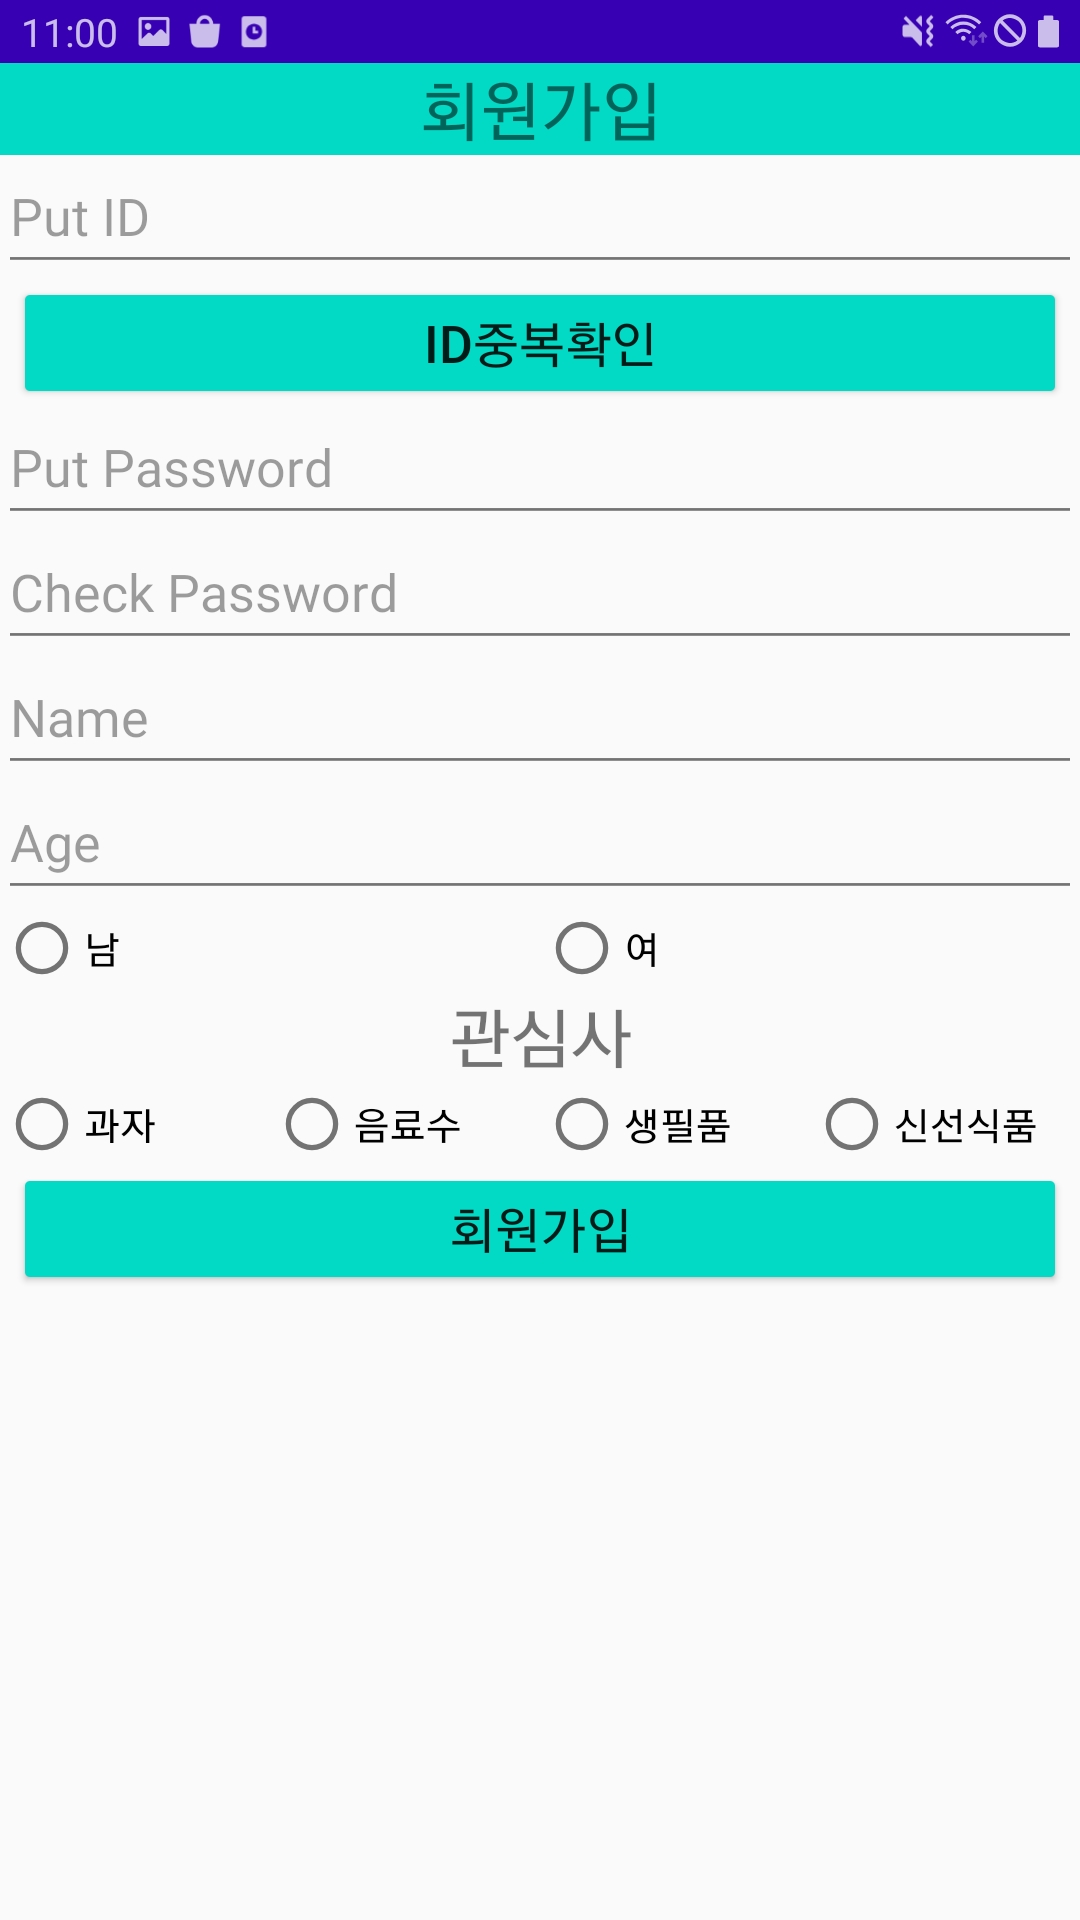 11:00
회원가입
Put ID
ID중복확인
Put Password
Check Password
Name
Age
남 여
관심사
과자 음료수 생필품 신선식품
회원가입